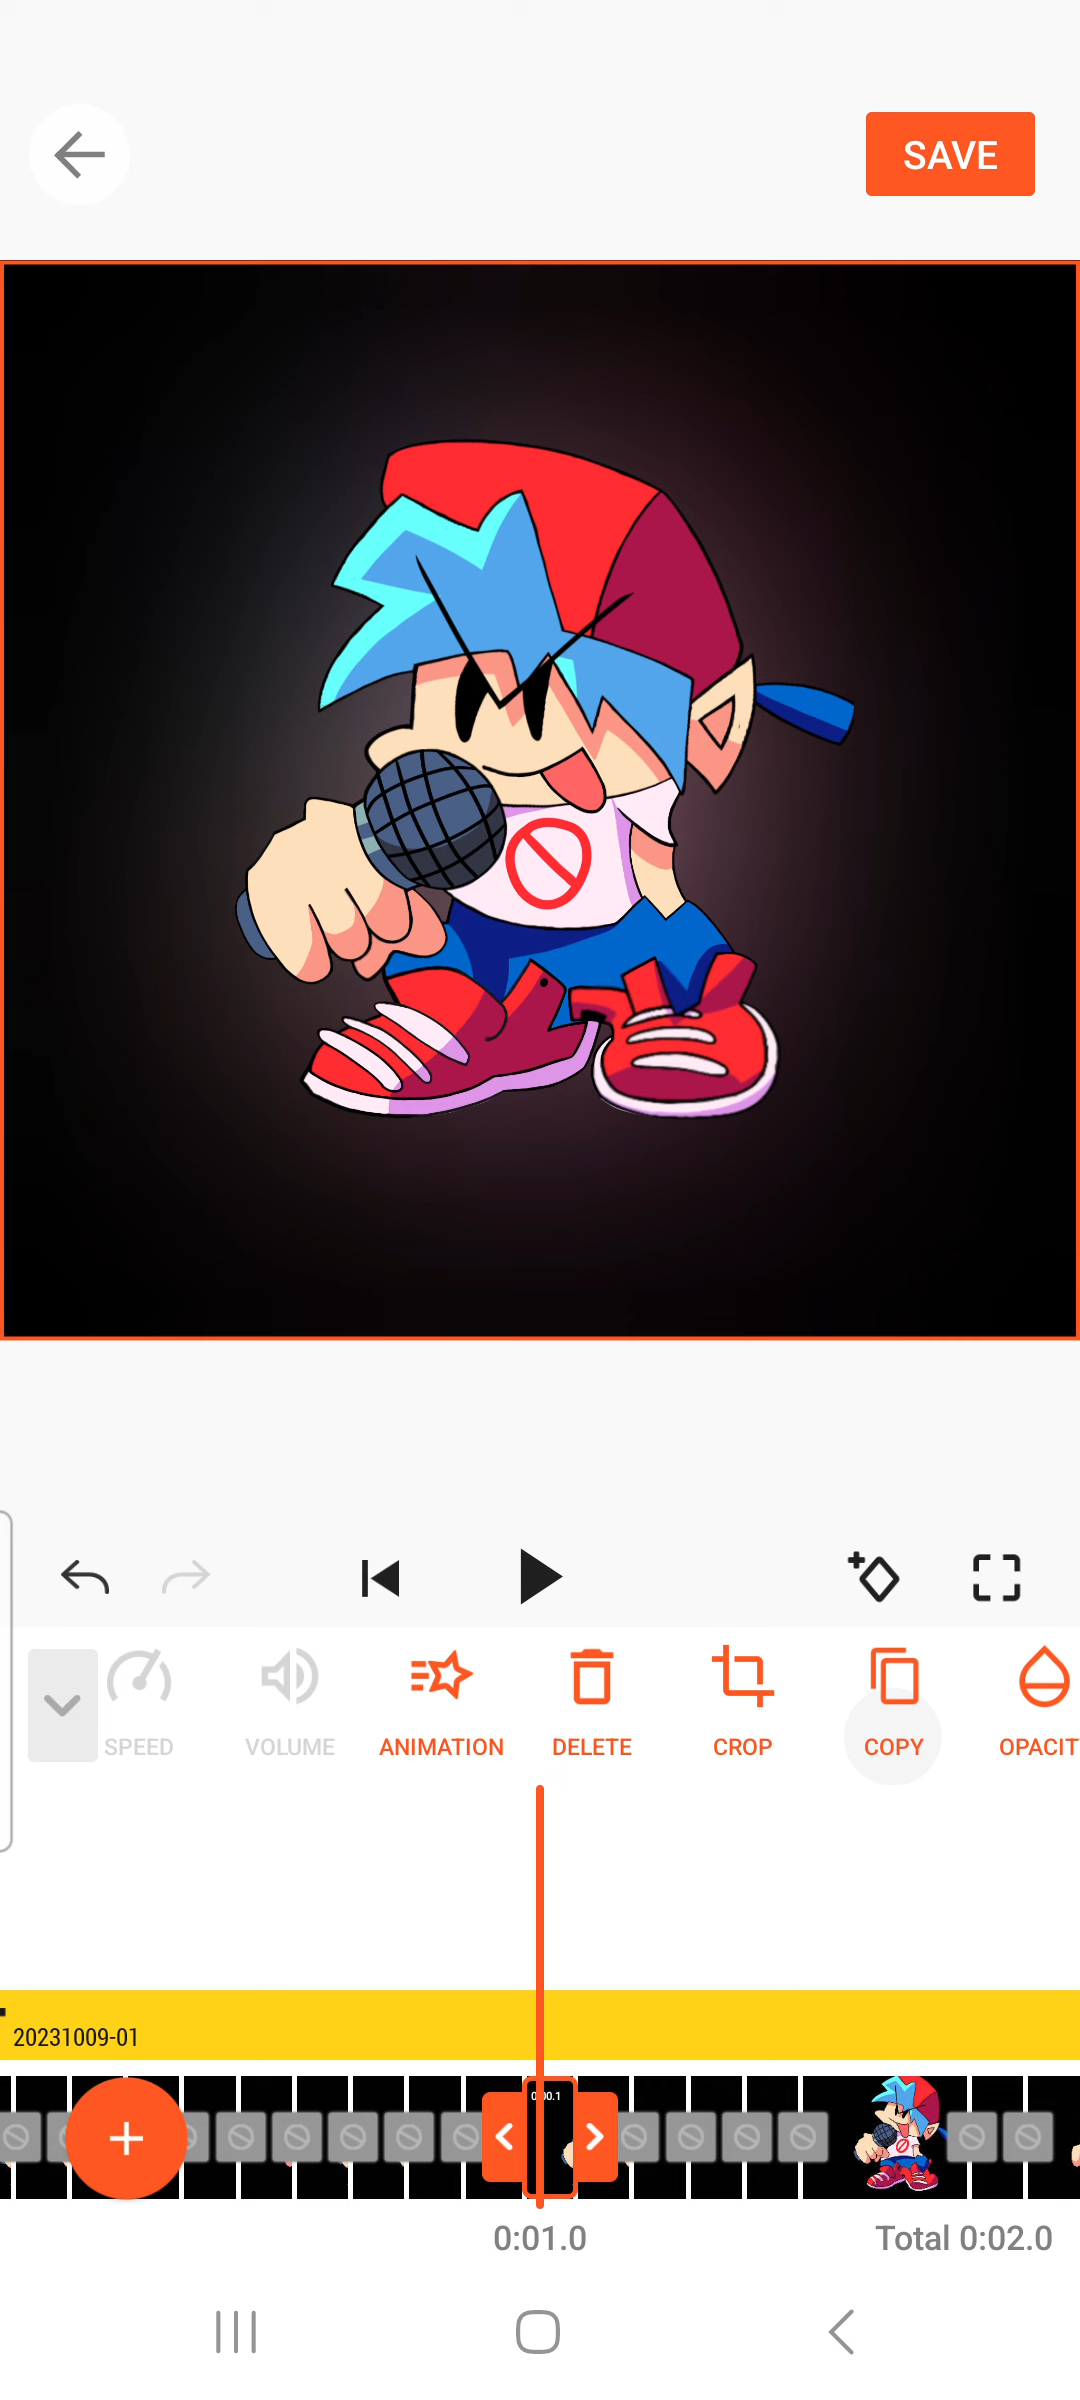 SAVE
SPEED
VOLUME
ANIMATION
DELETE
CROP
COPY
OPACIT
20231009-01
0:01.0
Total 0:02.0